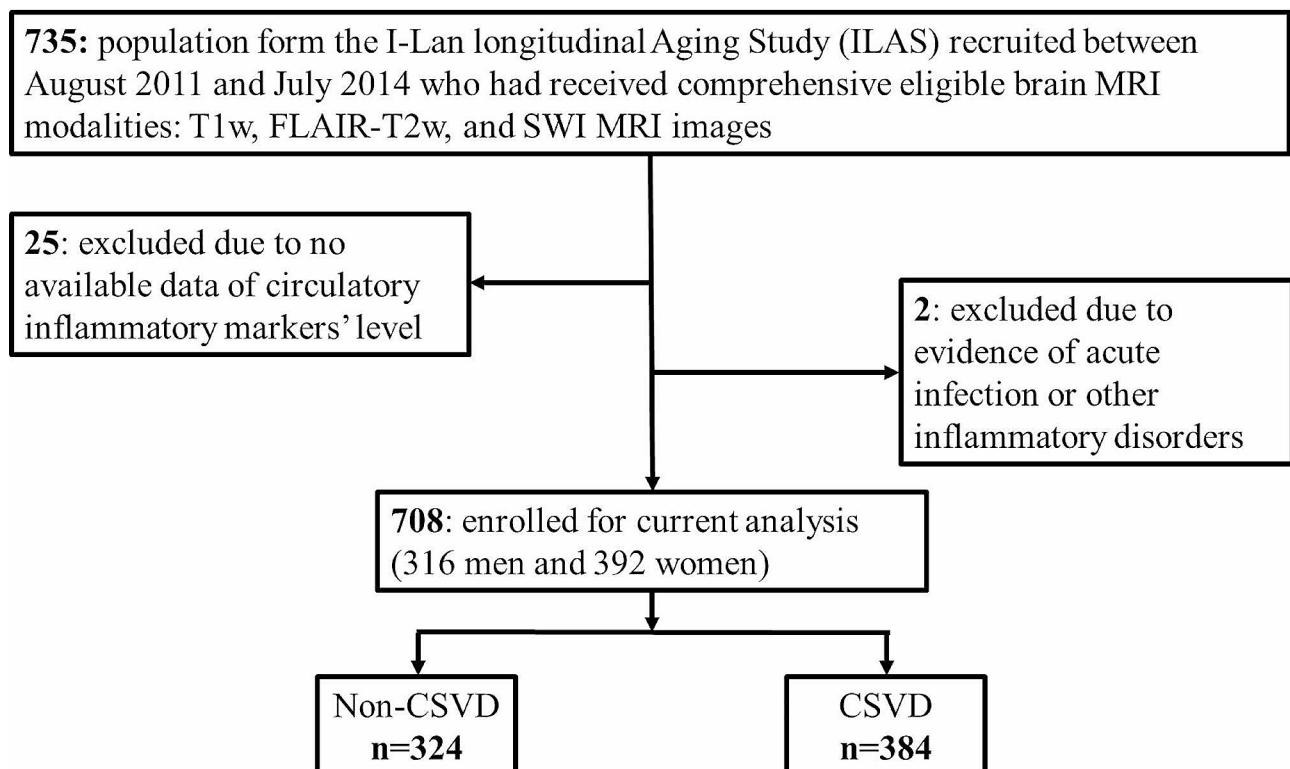 735: population form the I-Lan longitudinal Aging Study (ILAS) recruited between
August 2011 and July 2014 who had received comprehensive eligible brain MRI
modalities: T1w, FLAIR-T2w, and SWI MRI images
25: excluded due to no
available data of circulatory
inflammatory markers’ level
2: excluded due to
evidence of acute
infection or other
inflammatory disorders
708: enrolled for current analysis
(316 men and 392 women)
Non-CSVD
n=324
CSVD
n=384